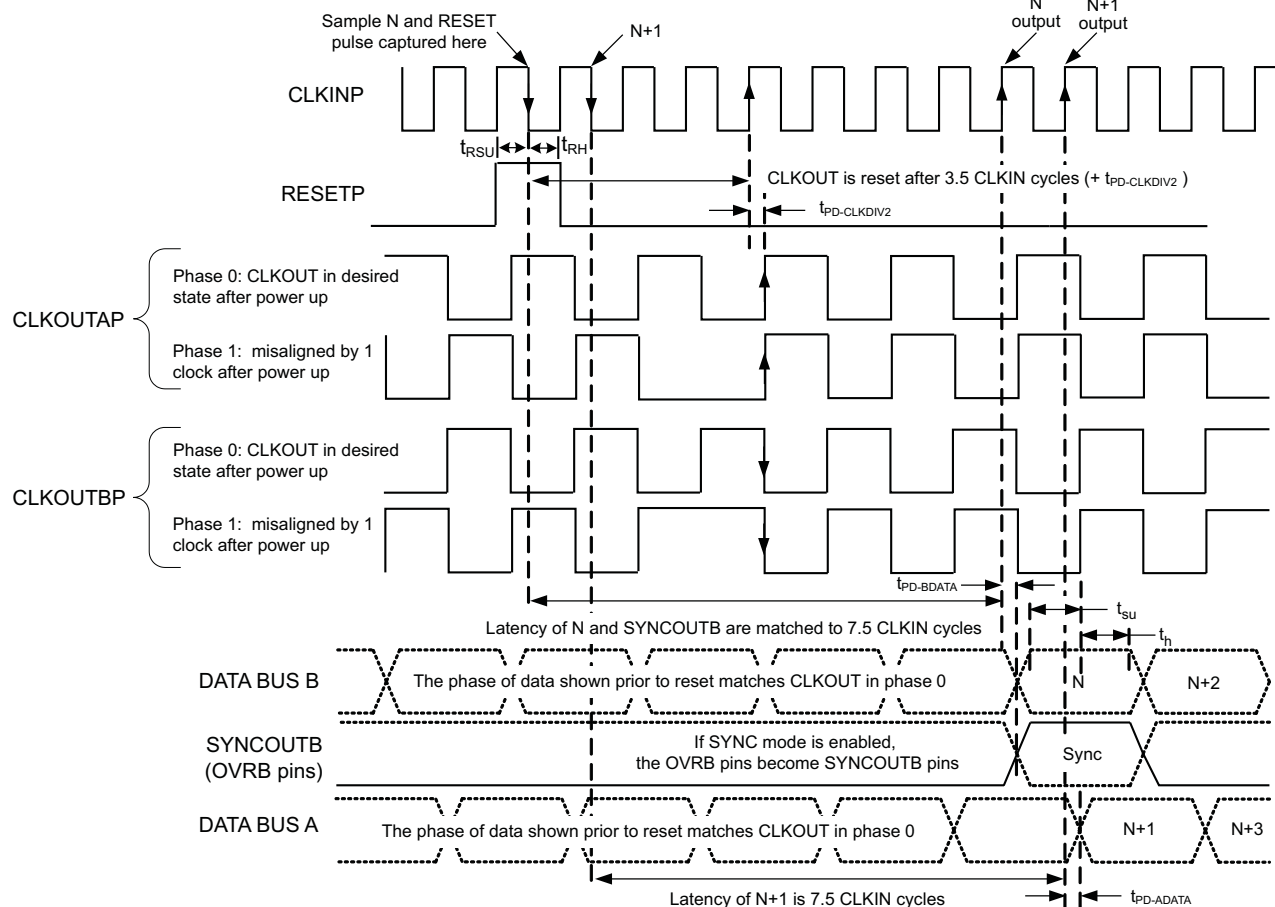 Sample N and RESET
pulse captured here
N+1
N
output
N+1
output
CLKINP
tRSU
tRH
RESETP
CLKOUT is reset after 3.5 CLKIN cycles (+ tPD-CLKDIV2 )
tPD-CLKDIV2
CLKOUTAP
Phase 0: CLKOUT in desired
state after power up
Phase 1: misaligned by 1
clock after power up
CLKOUTBP
Phase 0: CLKOUT in desired
state after power up
Phase 1: misaligned by 1
clock after power up
tPD-BDATA
tsu
Latency of N and SYNCOUTB are matched to 7.5 CLKIN cycles
th
DATA BUS B
The phase of data shown prior to reset matches CLKOUT in phase 0
N
N+2
SYNCOUTB
(OVRB pins)
If SYNC mode is enabled,
the OVRB pins become SYNCOUTB pins
Sync
DATA BUS A
The phase of data shown prior to reset matches CLKOUT in phase 0
N+1
N+3
Latency of N+1 is 7.5 CLKIN cycles
tPD-ADATA